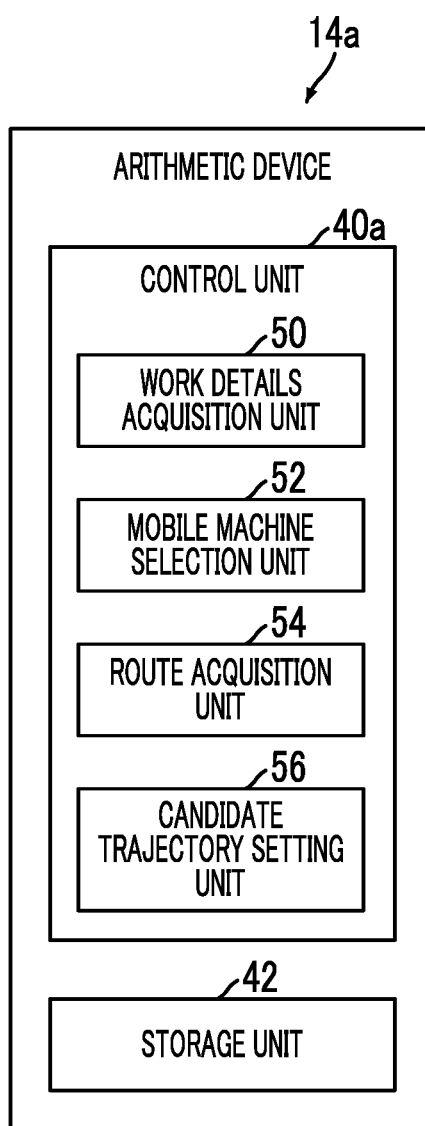 14a
ARITHMETIC DEVICE
40a
CONTROL UNIT
50
WORK DETAILS
ACQUISITION UNIT
52
MOBILE MACHINE
SELECTION UNIT
54
ROUTE ACQUISITION
UNIT
56
CANDIDATE
TRAJECTORY SETTING
UNIT
42
STORAGE UNIT